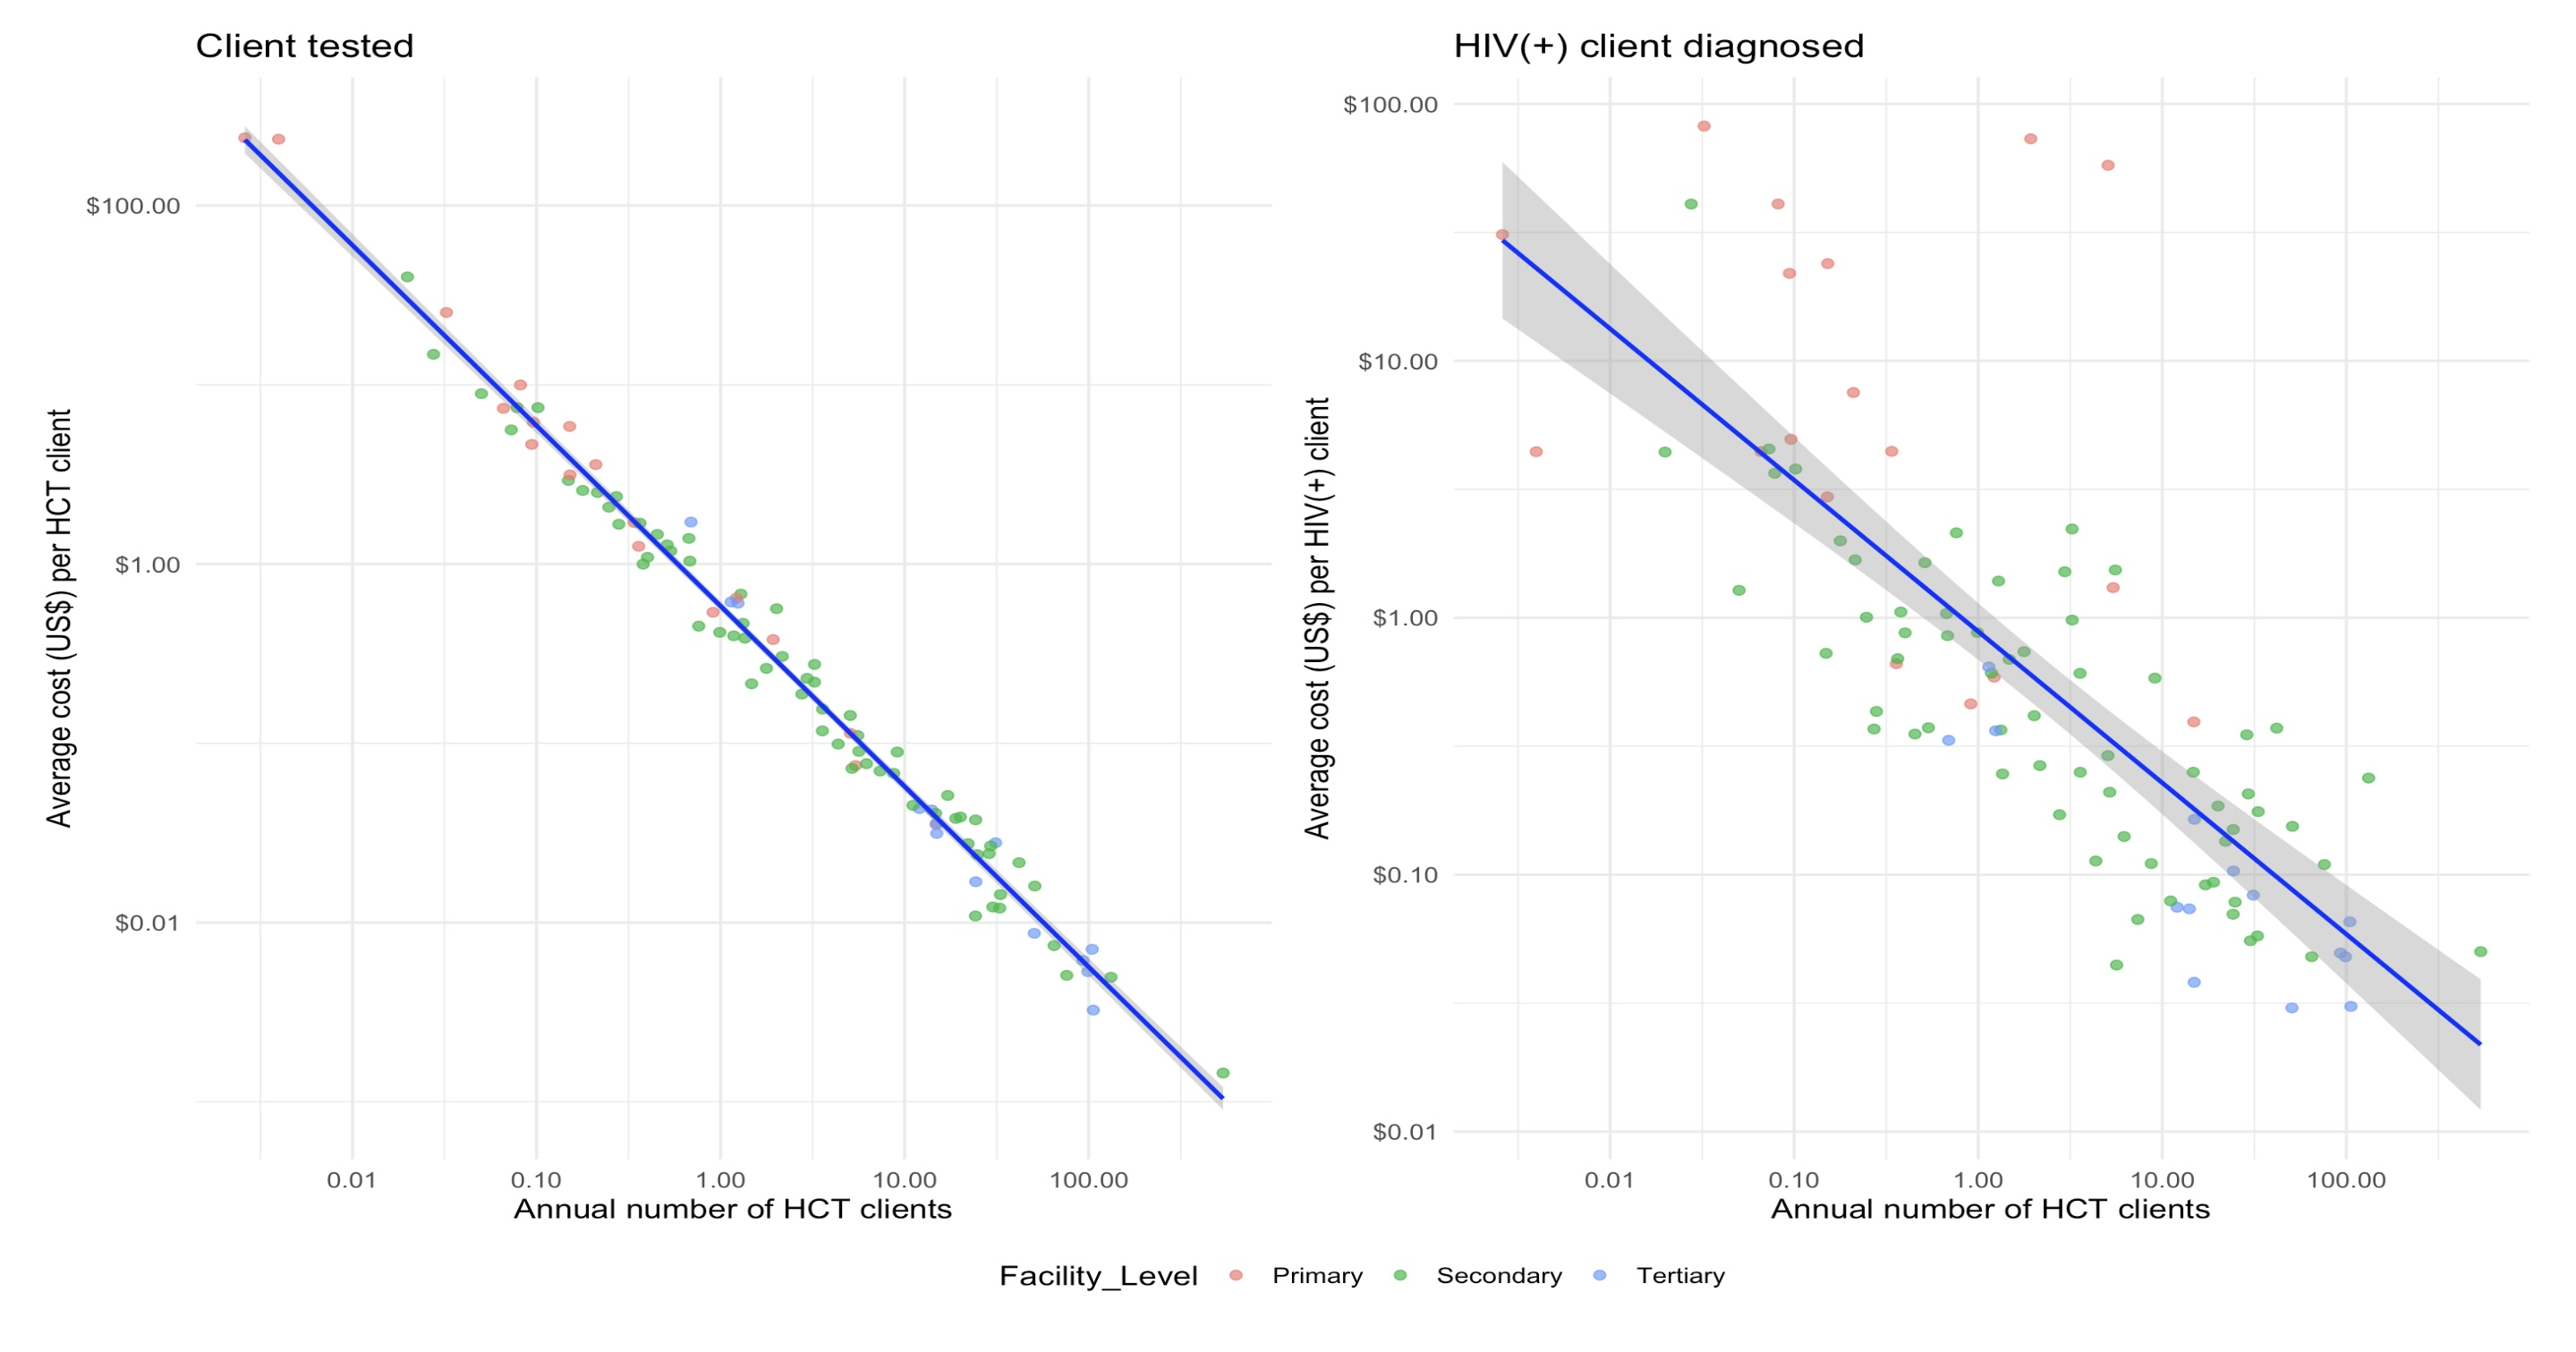 Client tested
HIV(+) client diagnosed
Average cost (US$) per HCT client
$100.00
$1.00
$0.01
0.01 0.10 1.00 10.00 100.00
Annual number of HCT clients
Average cost (US$) per HIV(+) client
$100.00
$10.00
$1.00
$0.10
$0.01
0.01 0.10 1.00 10.00 100.00
Annual number of HCT clients
Facility_Level Primary Secondary Tertiary